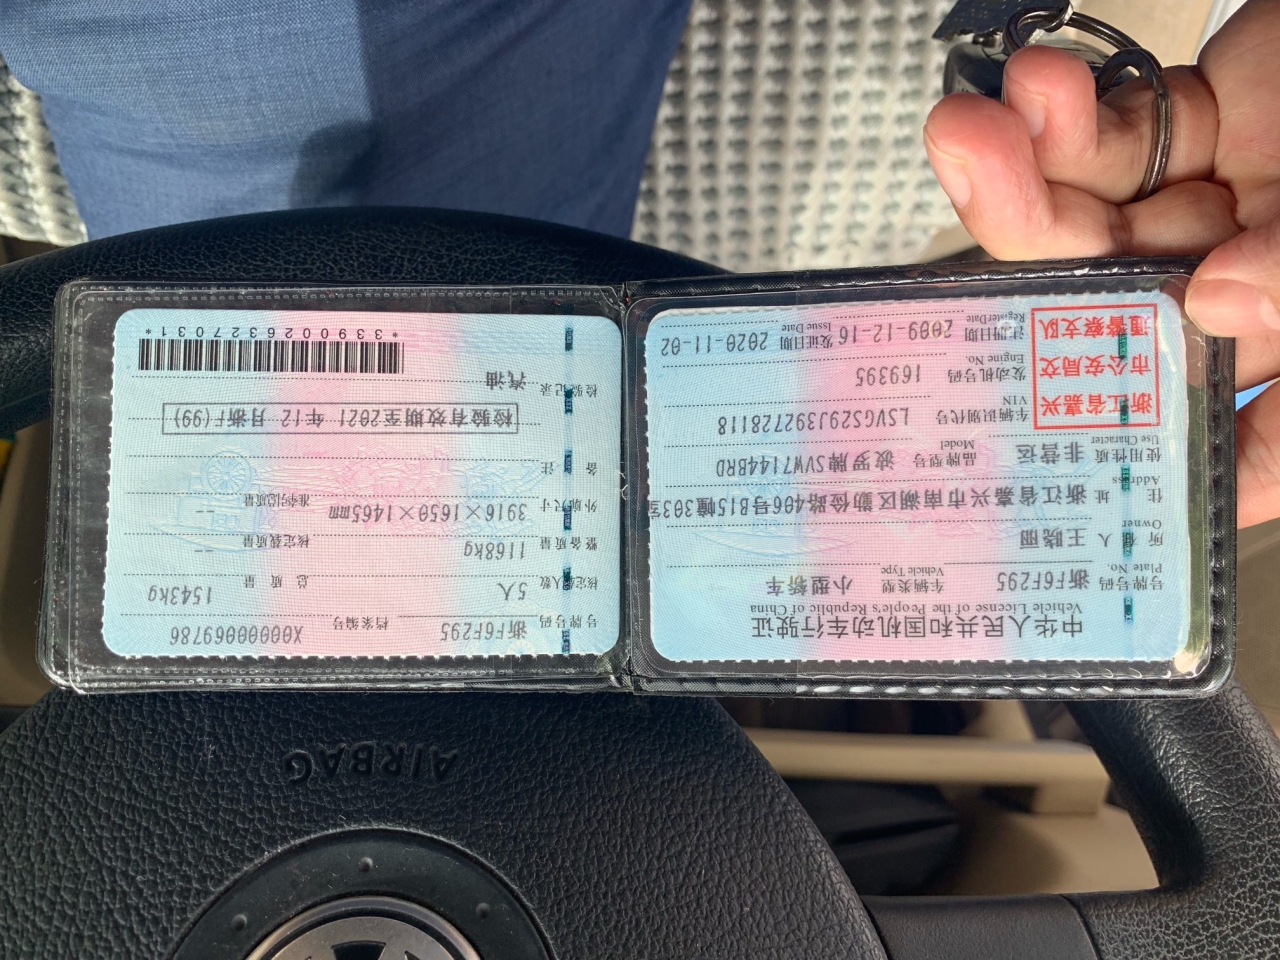 中华人民共和国机动车行驶证
Vehicle License of the People's Republic of China
号牌号码 浙F6F295 车辆类型 小型轿车
Plate No. Vehicle Type
所有人 王晓丽
Owner
住址 浙江省嘉兴市南湖区勤俭路406号B15幢303室
Address
使用性质 非营运 品牌型号 波罗牌SVW7144BRD
Use Character Model
浙江省嘉兴
市公安局交
通警察支队
车辆识别代号 LSVGS29J392728118
VIN
发动机号码 169395
Engine No.
注册日期 2009-12-16 发证日期 2020-11-02
Register Date Issue Date
号牌号码 浙F6F295 档案编号 X0000069786
核定载人数 5人 总质量 1543kg
整备质量 1168kg 核定载质量 --
外廓尺寸 3916×1650×1465mm 准牵引总质量 --
备注
检验有效期至2021年12月浙F(99)
检验记录 汽油
*3390026327031*
AIRBAG